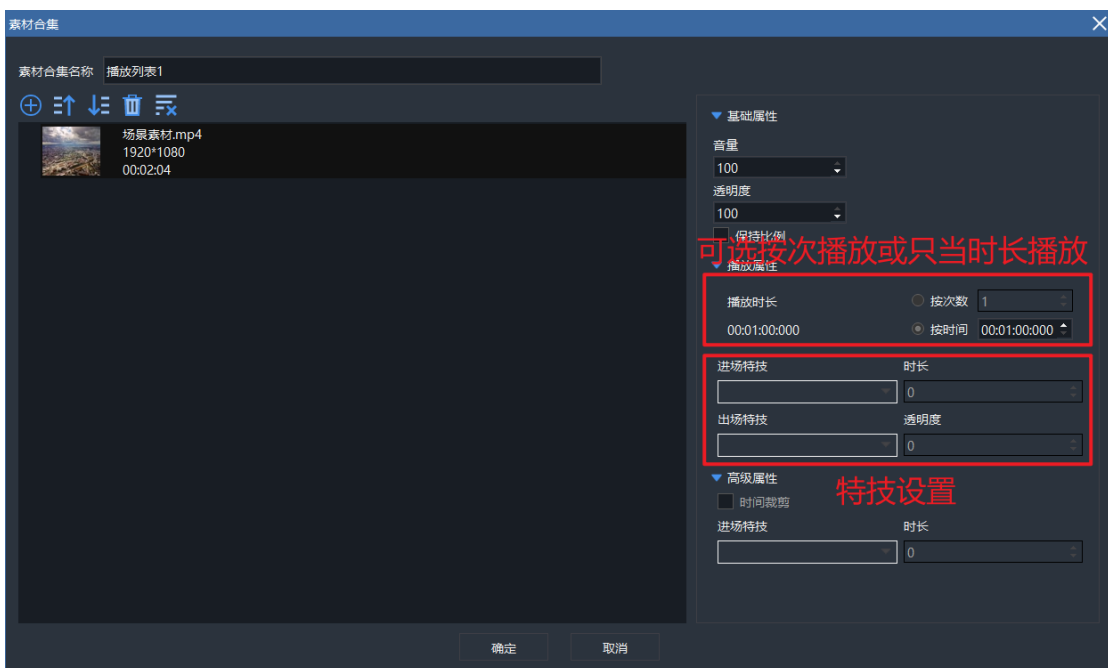 素材合集
素材合集名称 播放列表1
场景素材.mp4
1920*1080
00:02:04
基础属性
音量
100
透明度
100
保持比例
可选按次播放或只当时长播放
播放属性
播放时长 按次数 1
00:01:00:000 按时间 00:01:00:000
进场特技 时长
0
出场特技 透明度
0
高级属性
特技设置
时间裁剪
进场特技 时长
0
确定 取消